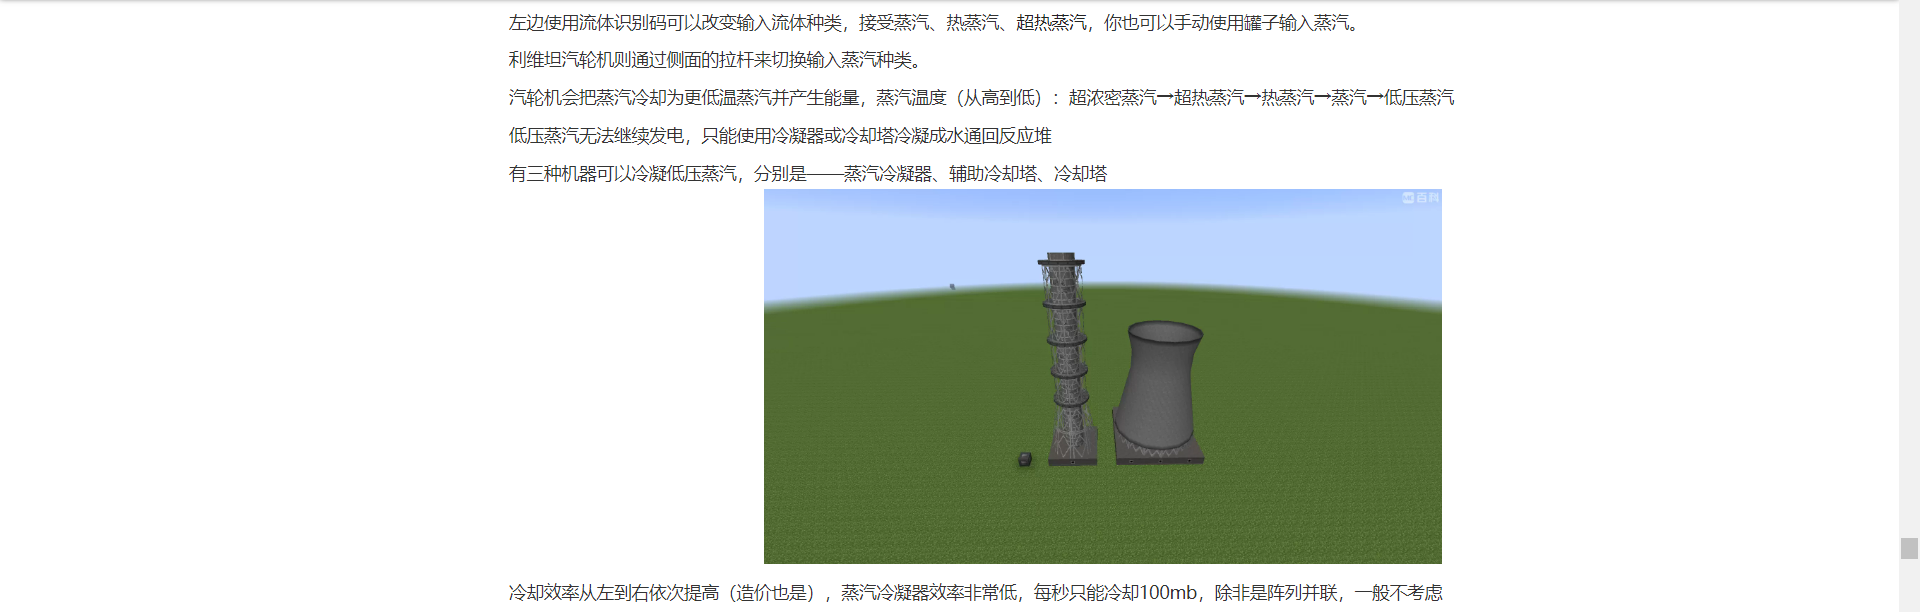 左边使用流体识别码可以改变输入流体种类，接受蒸汽、热蒸汽、超热蒸汽，你也可以手动使用罐子输入蒸汽。
利维坦汽轮机则通过侧面的拉杆来切换输入蒸汽种类。
汽轮机会把蒸汽冷却为更低温蒸汽并产生能量，蒸汽温度（从高到低）：超浓密蒸汽→超热蒸汽→热蒸汽→蒸汽→低压蒸汽
低压蒸汽无法继续发电，只能使用冷凝器或冷却塔冷凝成水通回反应堆
有三种机器可以冷凝低压蒸汽，分别是——蒸汽冷凝器、辅助冷却塔、冷却塔
MC百科
冷却效率从左到右依次提高（造价也是），蒸汽冷凝器效率非常低，每秒只能冷却100mb，除非是阵列并联，一般不考虑